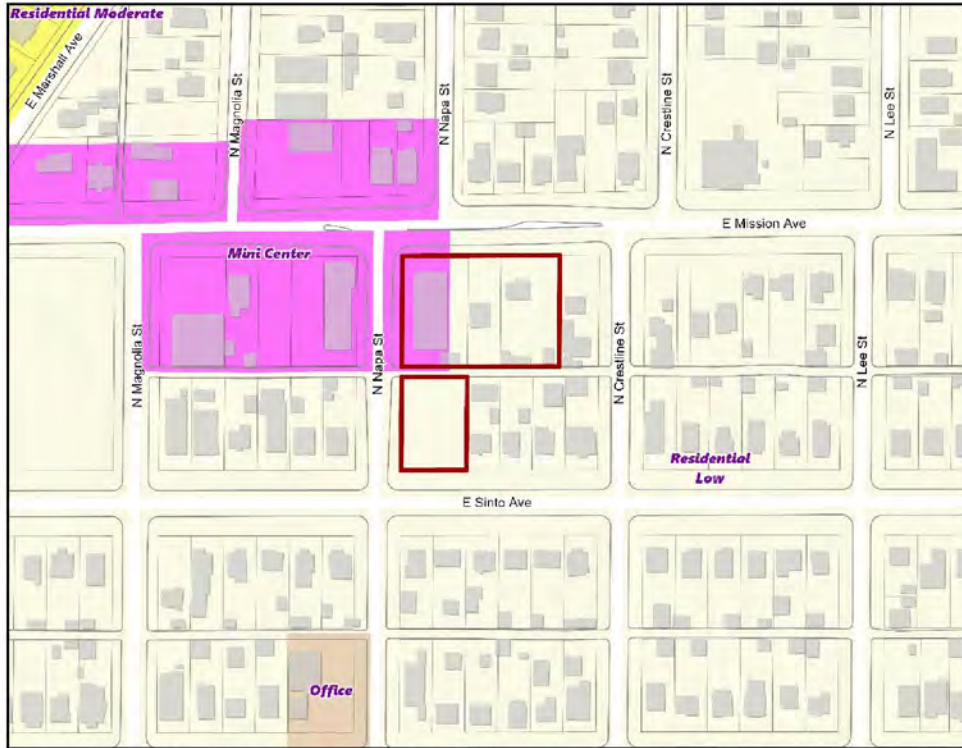 Residential Moderate
E Marshall Ave
N Magnolia St
N Napa St
N Crestline St
N Lee St
E Mission Ave
Mini Center
N Magnolia St
N Napa St
N Crestline St
N Lee St
Residential
Low
E Sinto Ave
Office